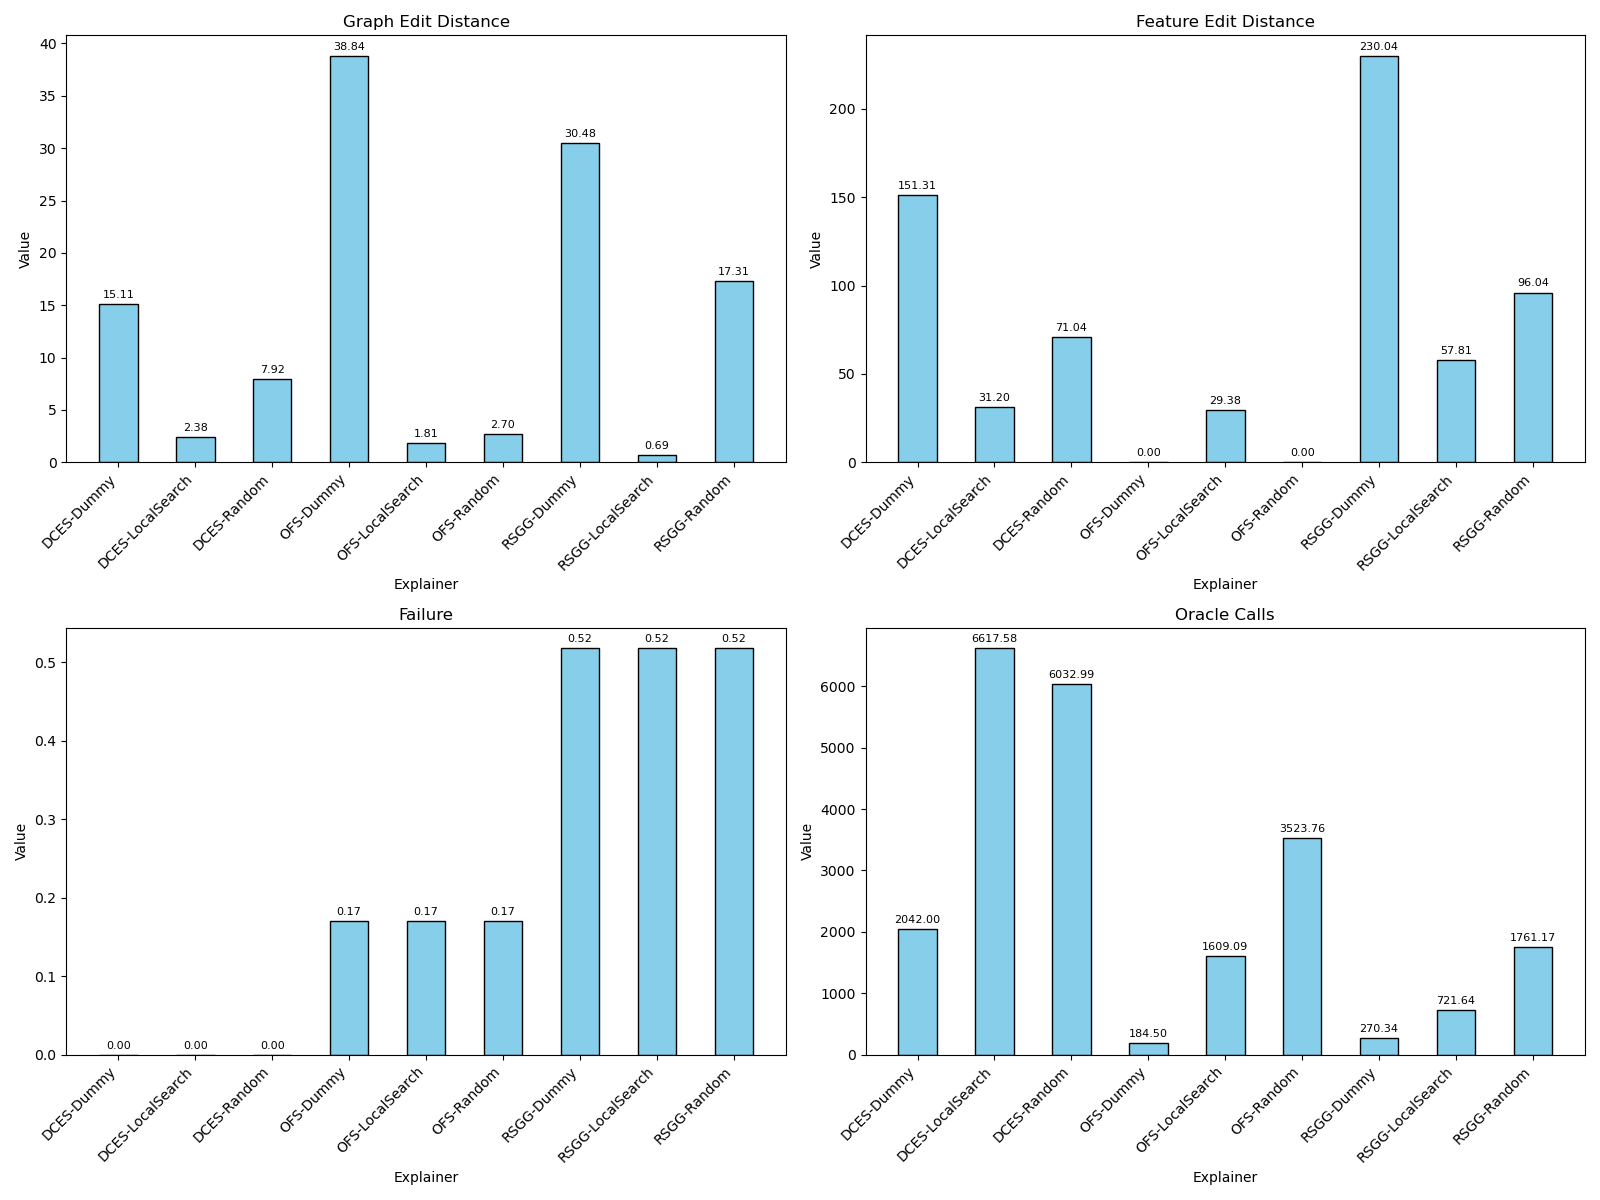 Graph Edit Distance
Value
40
35
30
25
20
15
10
5
0
15.11
2.38
7.92
38.84
1.81
2.70
30.48
0.69
17.31
DCES-Dummy
DCES-LocalSearch
DCES-Random
OFS-Dummy
OFS-LocalSearch
OFS-Random
RSGG-Dummy
RSGG-LocalSearch
RSGG-Random
Explainer
Feature Edit Distance
Value
200
150
100
50
0
151.31
31.20
71.04
0.00
29.38
0.00
230.04
57.81
96.04
DCES-Dummy
DCES-LocalSearch
DCES-Random
OFS-Dummy
OFS-LocalSearch
OFS-Random
RSGG-Dummy
RSGG-LocalSearch
RSGG-Random
Explainer
Failure
Value
0.5
0.4
0.3
0.2
0.1
0.0
0.00
0.00
0.00
0.17
0.17
0.17
0.52
0.52
0.52
DCES-Dummy
DCES-LocalSearch
DCES-Random
OFS-Dummy
OFS-LocalSearch
OFS-Random
RSGG-Dummy
RSGG-LocalSearch
RSGG-Random
Explainer
Oracle Calls
Value
6000
5000
4000
3000
2000
1000
0
2042.00
6617.58
6032.99
184.50
1609.09
3523.76
270.34
721.64
1761.17
DCES-Dummy
DCES-LocalSearch
DCES-Random
OFS-Dummy
OFS-LocalSearch
OFS-Random
RSGG-Dummy
RSGG-LocalSearch
RSGG-Random
Explainer